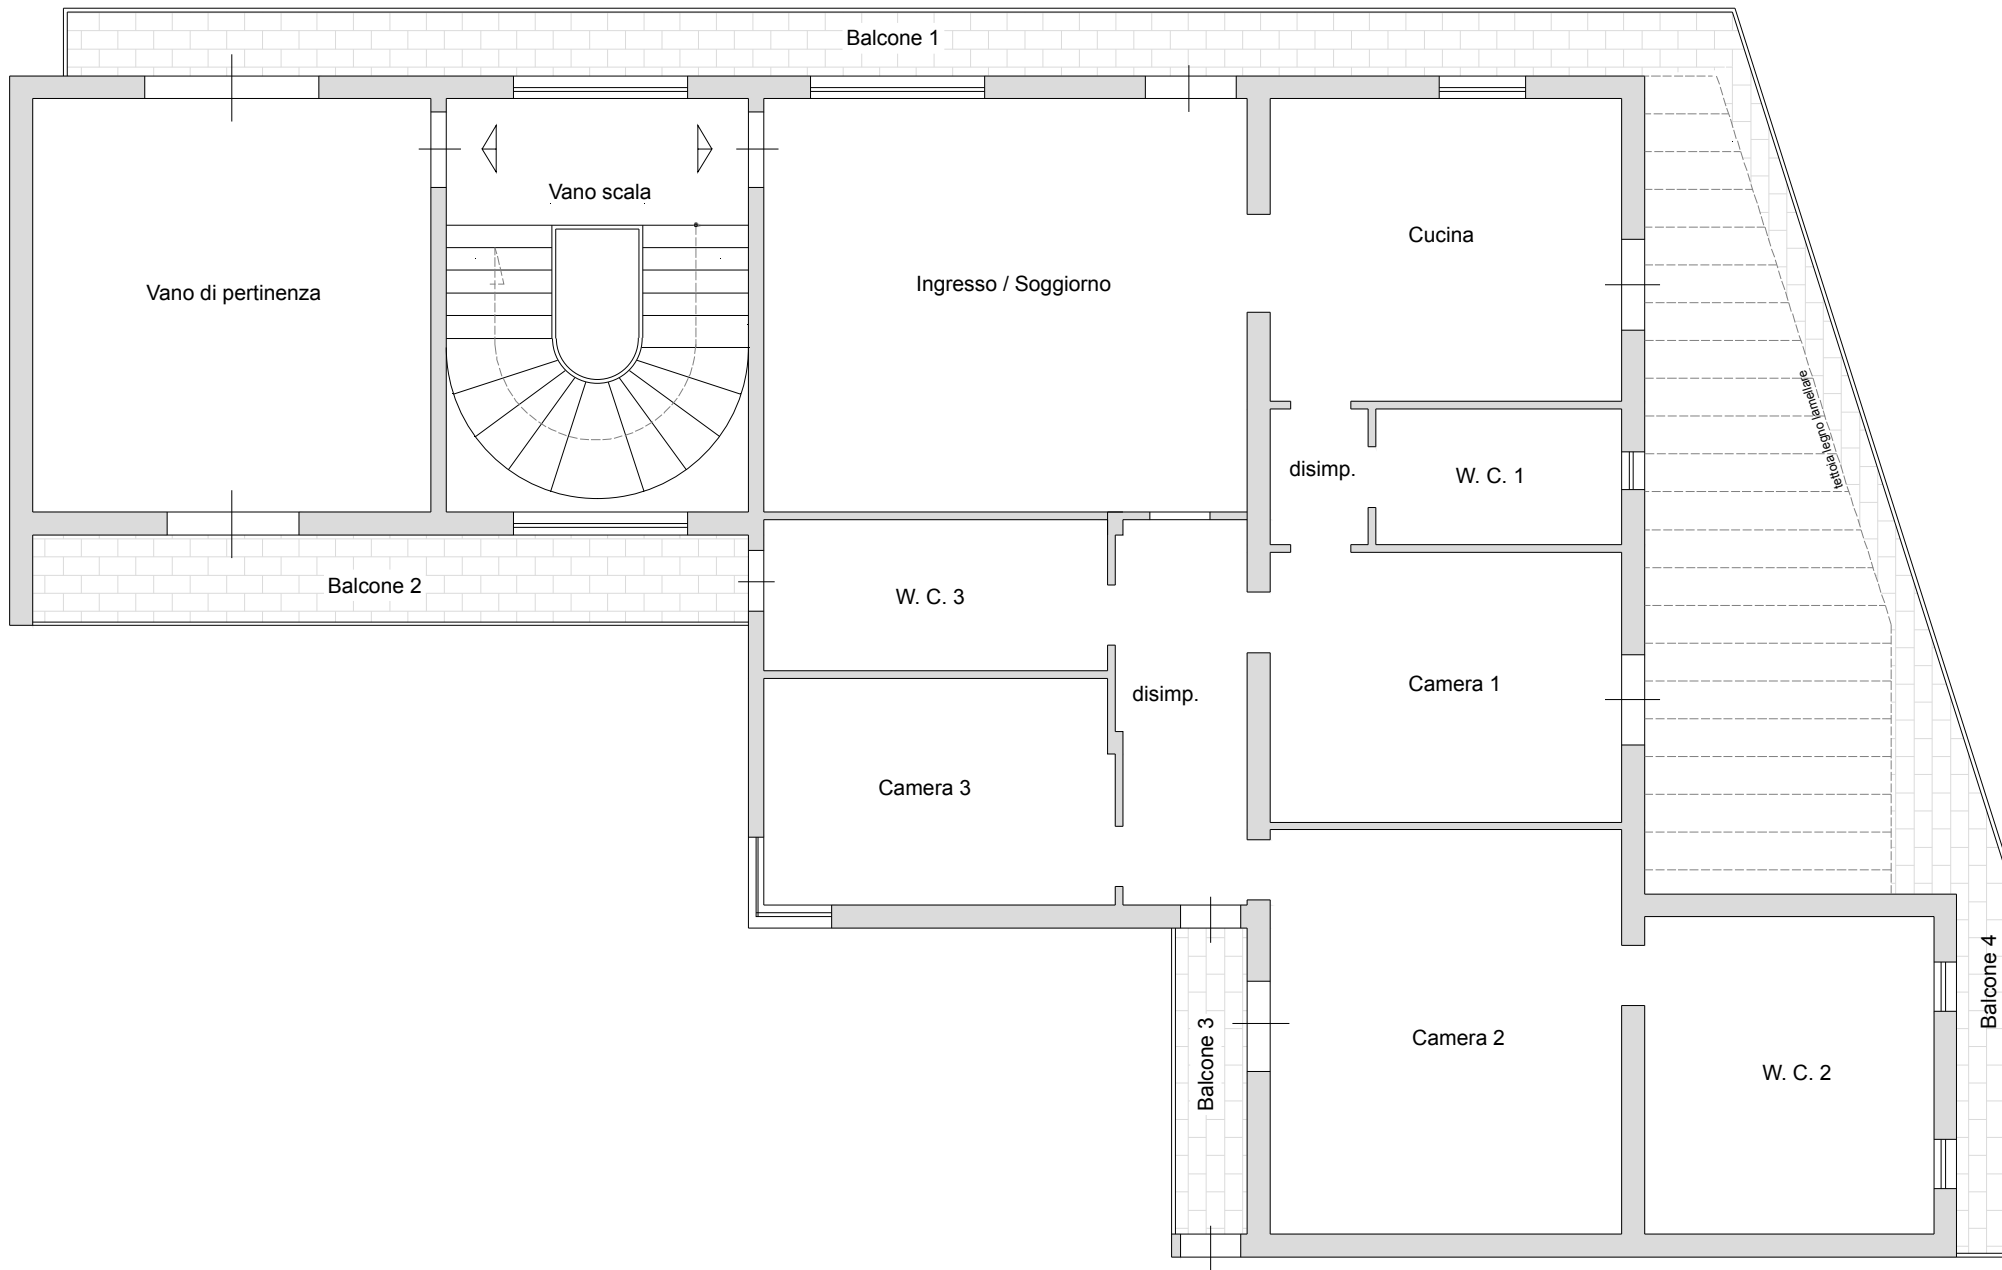 Balcone 1
Vano scala
Cucina
Vano di pertinenza
Ingresso / Soggiorno
tettoia legno lamellare
disimp.
W. C. 1
Balcone 2
W. C. 3
disimp.
Camera 1
Camera 3
Balcone 4
Balcone 3
Camera 2
W. C. 2